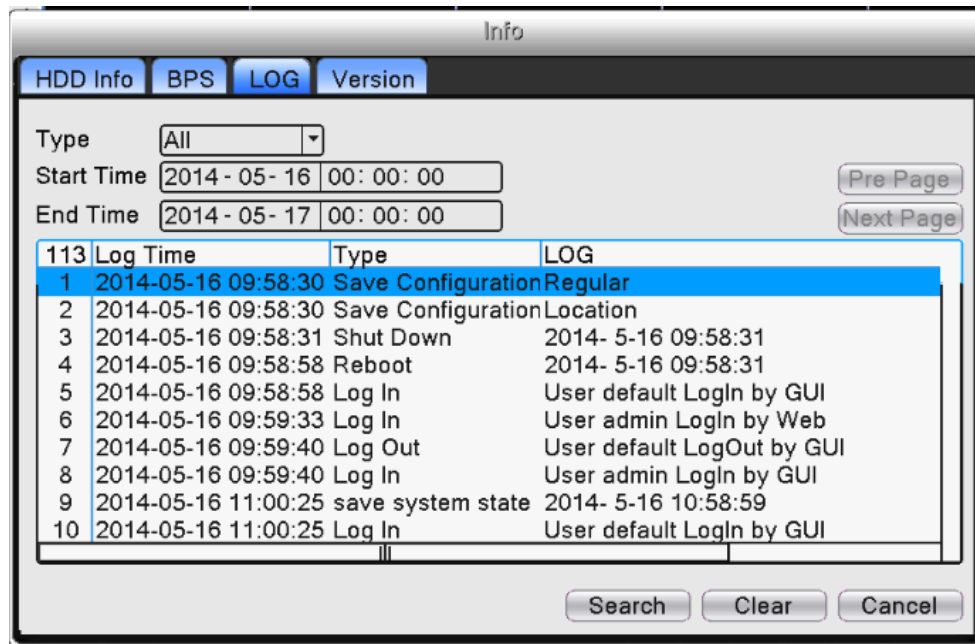 Info
HDD Info BPS LOG Version
Type All
Start Time 2014 - 05 - 16 00 : 00 : 00
Pre Page
End Time 2014 - 05 - 17 00 : 00 : 00
Next Page
113 Log Time Type LOG
1 2014-05-16 09:58:30 Save Configuration Regular
2 2014-05-16 09:58:30 Save Configuration Location
3 2014-05-16 09:58:31 Shut Down 2014- 5-16 09:58:31
4 2014-05-16 09:58:58 Reboot 2014- 5-16 09:58:31
5 2014-05-16 09:58:58 Log In User default LogIn by GUI
6 2014-05-16 09:59:33 Log In User admin LogIn by Web
7 2014-05-16 09:59:40 Log Out User default LogOut by GUI
8 2014-05-16 09:59:40 Log In User admin LogIn by GUI
9 2014-05-16 11:00:25 save system state 2014- 5-16 10:58:59
10 2014-05-16 11:00:25 Log In User default LogIn by GUI
Search Clear Cancel